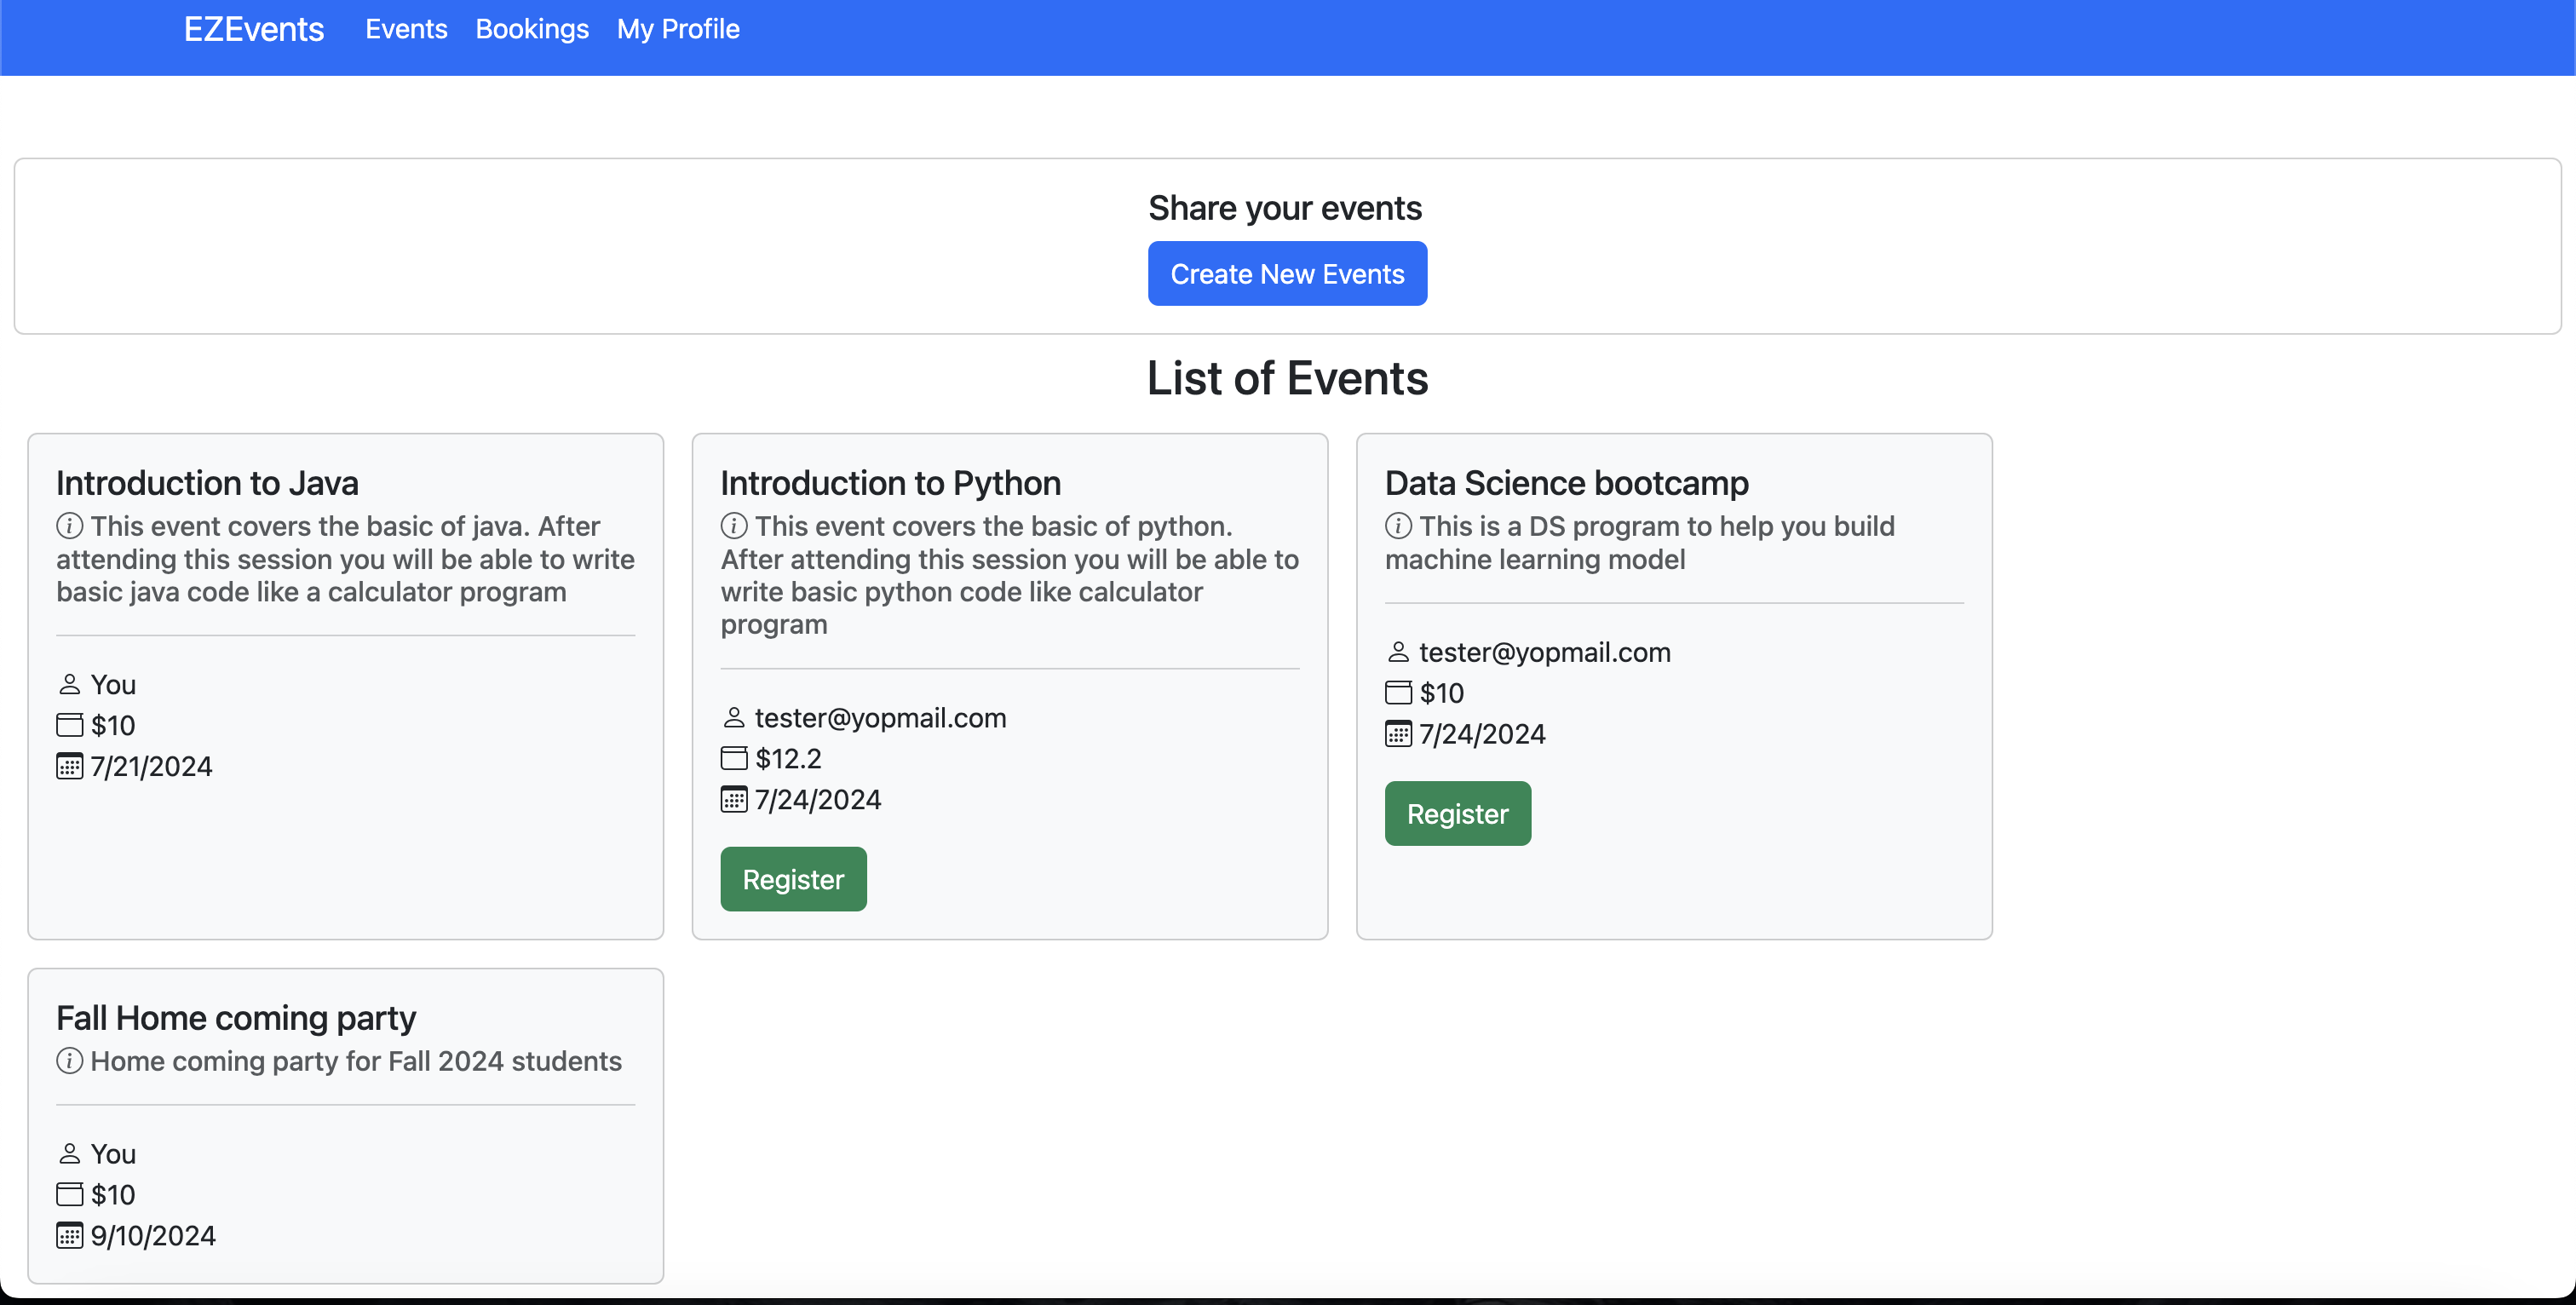 EZEvents Events Bookings My Profile
Share your events
Create New Events
List of Events
Introduction to Java
This event covers the basic of java. After
attending this session you will be able to write
basic java code like a calculator program
You
$10
7/21/2024
Introduction to Python
This event covers the basic of python.
After attending this session you will be able to
write basic python code like calculator
program
tester@yopmail.com
$12.2
7/24/2024
Register
Data Science bootcamp
This is a DS program to help you build
machine learning model
tester@yopmail.com
$10
7/24/2024
Register
Fall Home coming party
Home coming party for Fall 2024 students
You
$10
9/10/2024